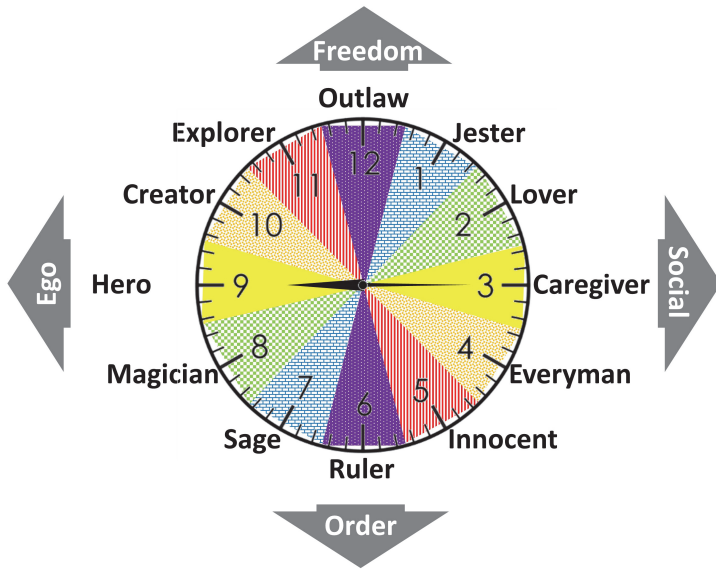 Freedom
Outlaw
Explorer
Jester
12
11
1
Creator
Lover
10
2
Ego
Hero
9
3
Caregiver
Social
8
4
Magician
Everyman
7
5
6
Sage
Innocent
Ruler
Order